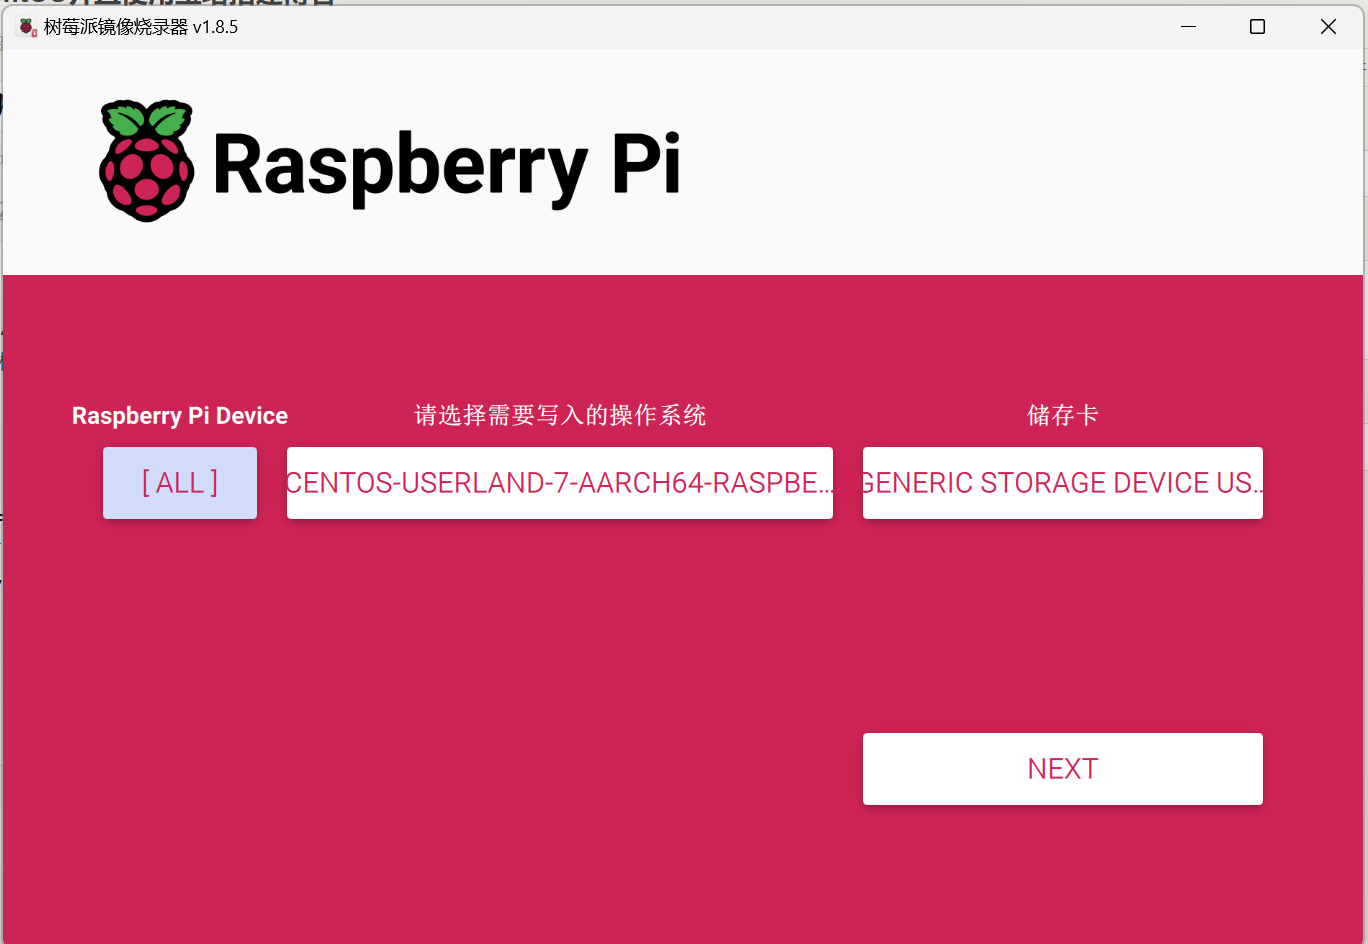 树莓派镜像烧录器 v1.8.5
Raspberry Pi
Raspberry Pi Device
请选择需要写入的操作系统
储存卡
[ ALL ]
CENTOS-USERLAND-7-AARCH64-RASPBE...
GENERIC STORAGE DEVICE US...
NEXT